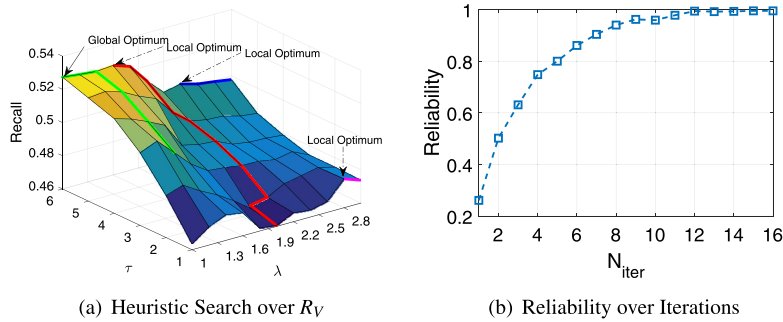 0.54
0.52
0.5
0.48
0.46
Recall
Global Optimum
Local Optimum
Local Optimum
Local Optimum
6
5
4
3
2
1
τ
1
1.3
1.6
1.9
2.2
2.5
2.8
λ
(a) Heuristic Search over R_V
1
0.8
0.6
0.4
0.2
Reliability
2 4 6 8 10 12 14 16
N_iter
(b) Reliability over Iterations